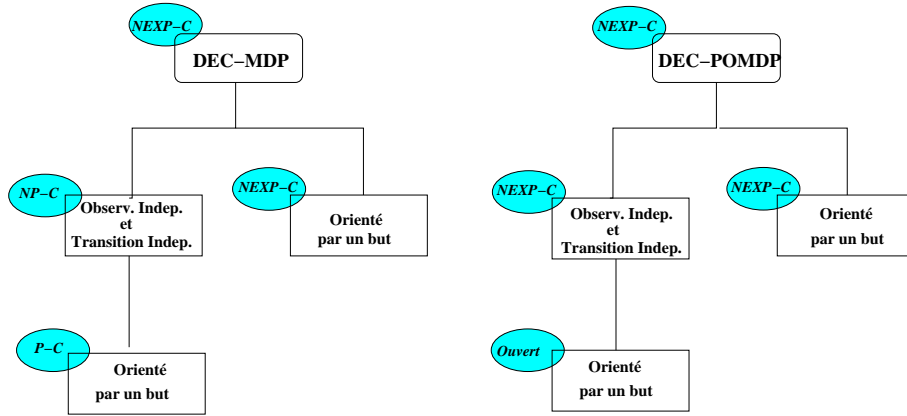 NEXP–C
DEC–MDP
NP–C
Observ. Indep.
et
Transition Indep.
NEXP–C
Orienté
par un but
P–C
Orienté
par un but
NEXP–C
DEC–POMDP
NEXP–C
Observ. Indep.
et
Transition Indep.
NEXP–C
Orienté
par un but
Ouvert
Orienté
par un but